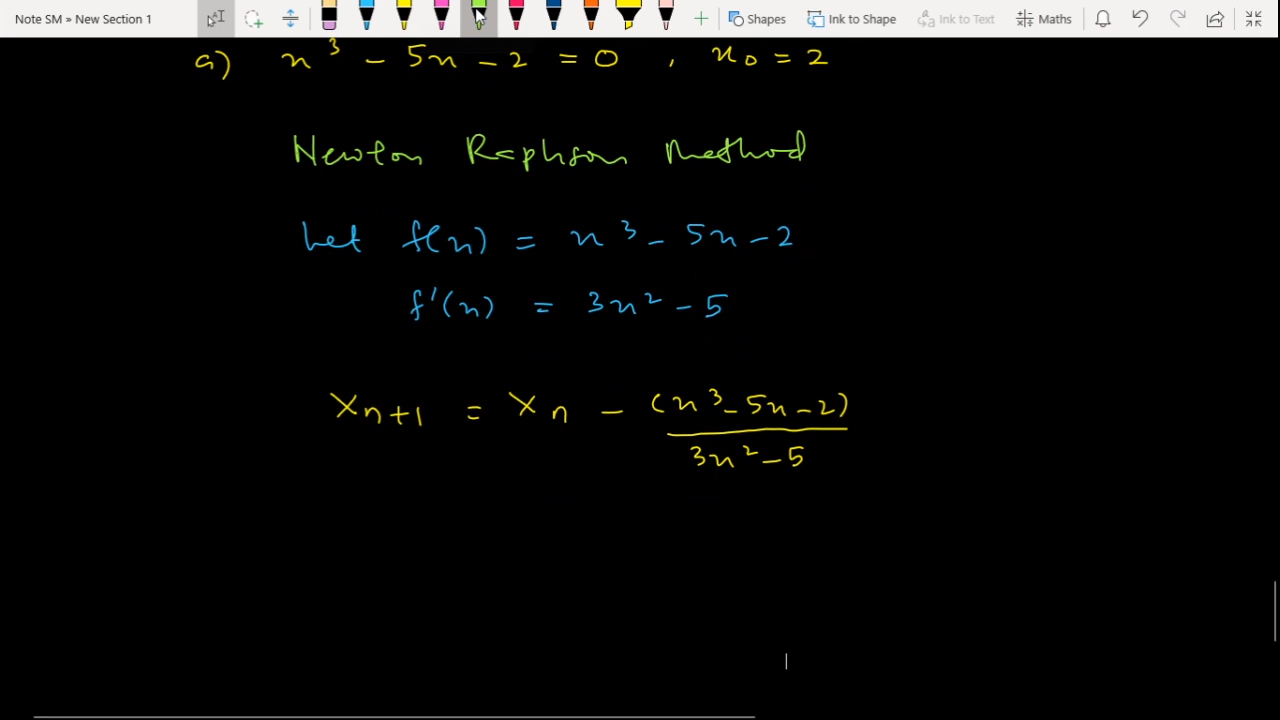 Note SM » New Section 1
Shapes Ink to Shape Ink to Text Maths
a) x³ - 5x - 2 = 0 , x₀ = 2
Newton Raphson Method
Let f(x) = x³ - 5x - 2
f'(x) = 3x² - 5
Xₙ₊₁ = Xₙ - (x³ - 5x - 2)
3x² - 5